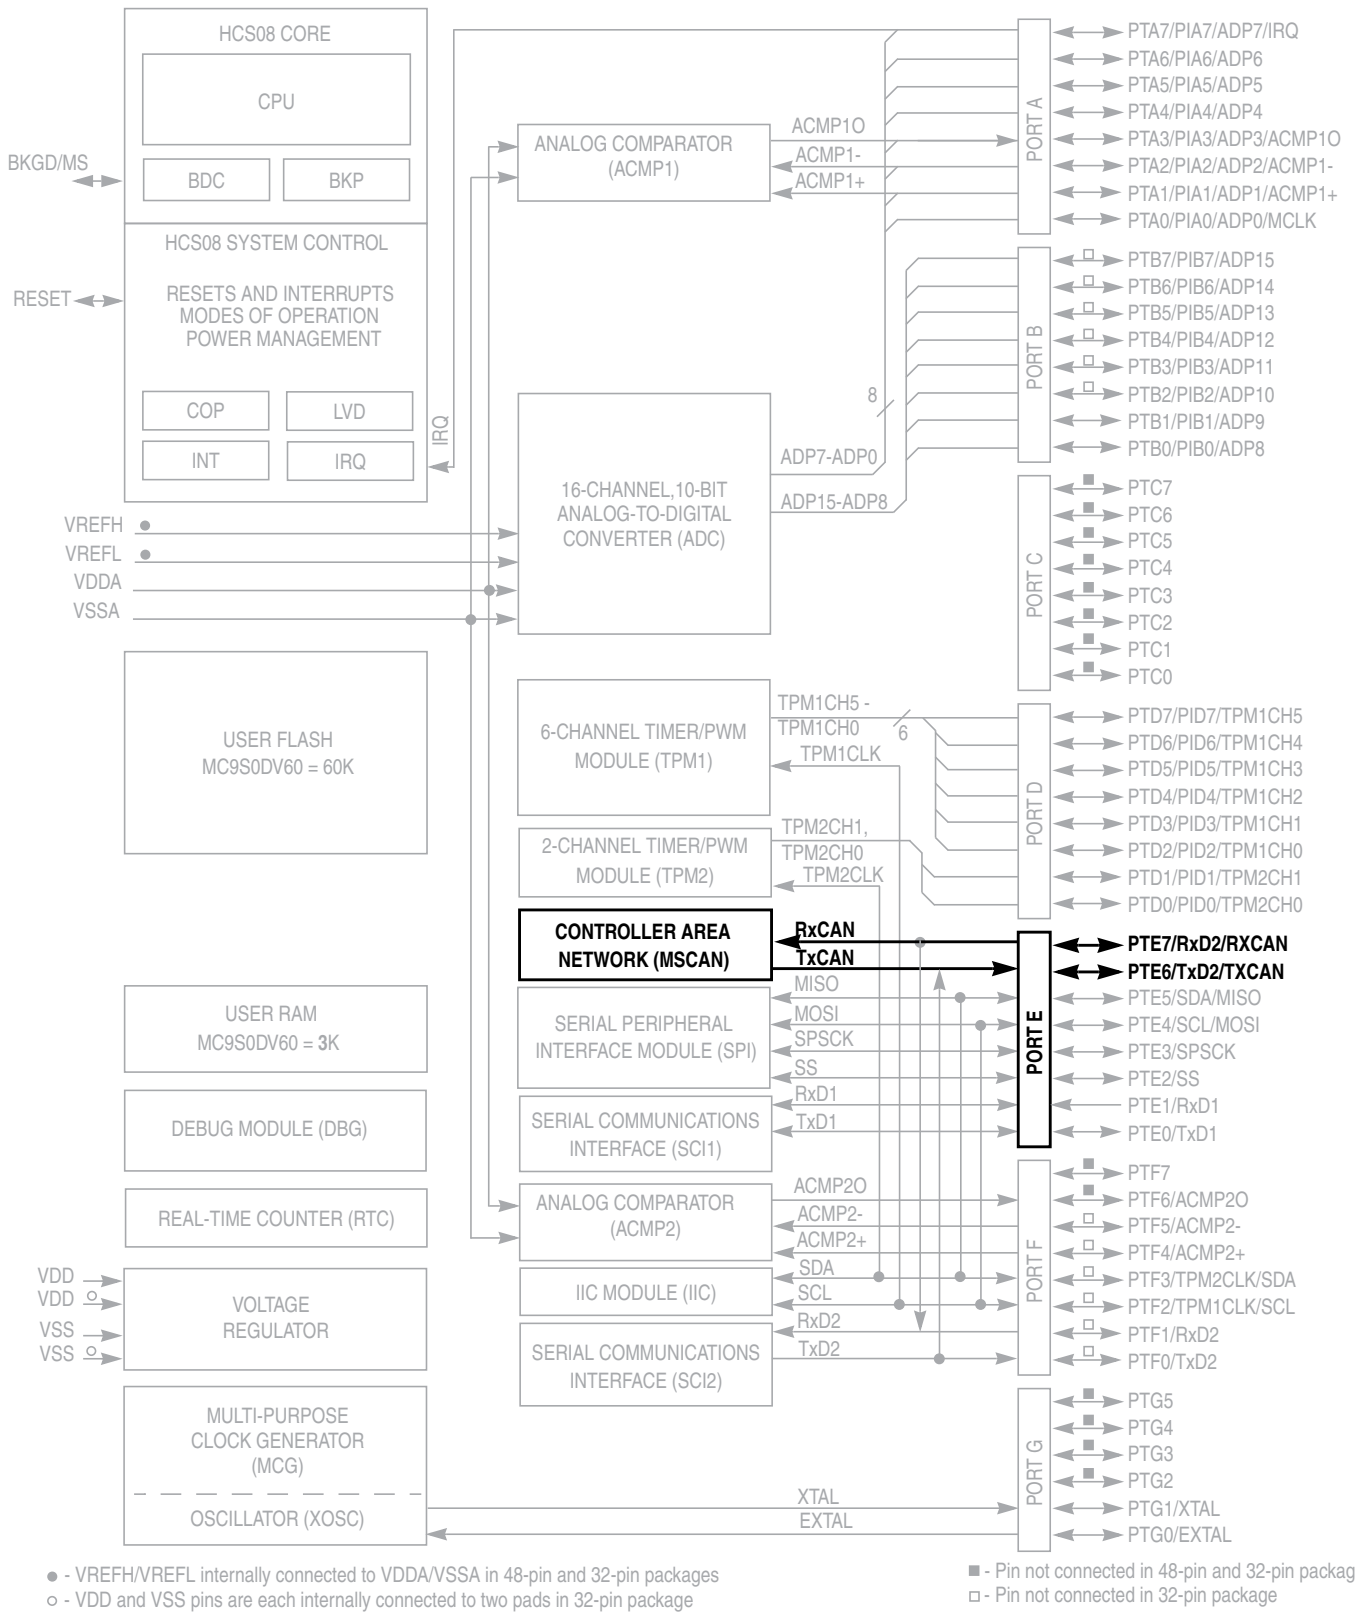 HCS08 CORE
CPU
BDC
BKP
BKGD/MS
HCS08 SYSTEM CONTROL
RESETS AND INTERRUPTS
MODES OF OPERATION
POWER MANAGEMENT
RESET
COP
LVD
INT
IRQ
IRQ
VREFH
VREFL
VDDA
VSSA
USER FLASH
MC9S0DV60 = 60K
USER RAM
MC9S0DV60 = 3K
DEBUG MODULE (DBG)
REAL-TIME COUNTER (RTC)
VDD
VDD
VSS
VSS
VOLTAGE
REGULATOR
MULTI-PURPOSE
CLOCK GENERATOR
(MCG)
OSCILLATOR (XOSC)
ANALOG COMPARATOR
(ACMP1)
ACMP1O
ACMP1-
ACMP1+
16-CHANNEL,10-BIT
ANALOG-TO-DIGITAL
CONVERTER (ADC)
8
ADP7-ADP0
ADP15-ADP8
6-CHANNEL TIMER/PWM
MODULE (TPM1)
TPM1CH5 -
TPM1CH0
6
TPM1CLK
2-CHANNEL TIMER/PWM
MODULE (TPM2)
TPM2CH1,
TPM2CH0
TPM2CLK
CONTROLLER AREA
NETWORK (MSCAN)
RxCAN
TxCAN
SERIAL PERIPHERAL
INTERFACE MODULE (SPI)
MISO
MOSI
SPSCK
SS
SERIAL COMMUNICATIONS
INTERFACE (SCI1)
RxD1
TxD1
ANALOG COMPARATOR
(ACMP2)
ACMP2O
ACMP2-
ACMP2+
IIC MODULE (IIC)
SDA
SCL
SERIAL COMMUNICATIONS
INTERFACE (SCI2)
RxD2
TxD2
XTAL
EXTAL
PORT A
PTA7/PIA7/ADP7/IRQ
PTA6/PIA6/ADP6
PTA5/PIA5/ADP5
PTA4/PIA4/ADP4
PTA3/PIA3/ADP3/ACMP1O
PTA2/PIA2/ADP2/ACMP1-
PTA1/PIA1/ADP1/ACMP1+
PTA0/PIA0/ADP0/MCLK
PORT B
PTB7/PIB7/ADP15
PTB6/PIB6/ADP14
PTB5/PIB5/ADP13
PTB4/PIB4/ADP12
PTB3/PIB3/ADP11
PTB2/PIB2/ADP10
PTB1/PIB1/ADP9
PTB0/PIB0/ADP8
PORT C
PTC7
PTC6
PTC5
PTC4
PTC3
PTC2
PTC1
PTC0
PORT D
PTD7/PID7/TPM1CH5
PTD6/PID6/TPM1CH4
PTD5/PID5/TPM1CH3
PTD4/PID4/TPM1CH2
PTD3/PID3/TPM1CH1
PTD2/PID2/TPM1CH0
PTD1/PID1/TPM2CH1
PTD0/PID0/TPM2CH0
PORT E
PTE7/RxD2/RXCAN
PTE6/TxD2/TXCAN
PTE5/SDA/MISO
PTE4/SCL/MOSI
PTE3/SPSCK
PTE2/SS
PTE1/RxD1
PTE0/TxD1
PORT F
PTF7
PTF6/ACMP2O
PTF5/ACMP2-
PTF4/ACMP2+
PTF3/TPM2CLK/SDA
PTF2/TPM1CLK/SCL
PTF1/RxD2
PTF0/TxD2
PORT G
PTG5
PTG4
PTG3
PTG2
PTG1/XTAL
PTG0/EXTAL
- VREFH/VREFL internally connected to VDDA/VSSA in 48-pin and 32-pin packages
- VDD and VSS pins are each internally connected to two pads in 32-pin package
- Pin not connected in 48-pin and 32-pin packag
- Pin not connected in 32-pin package